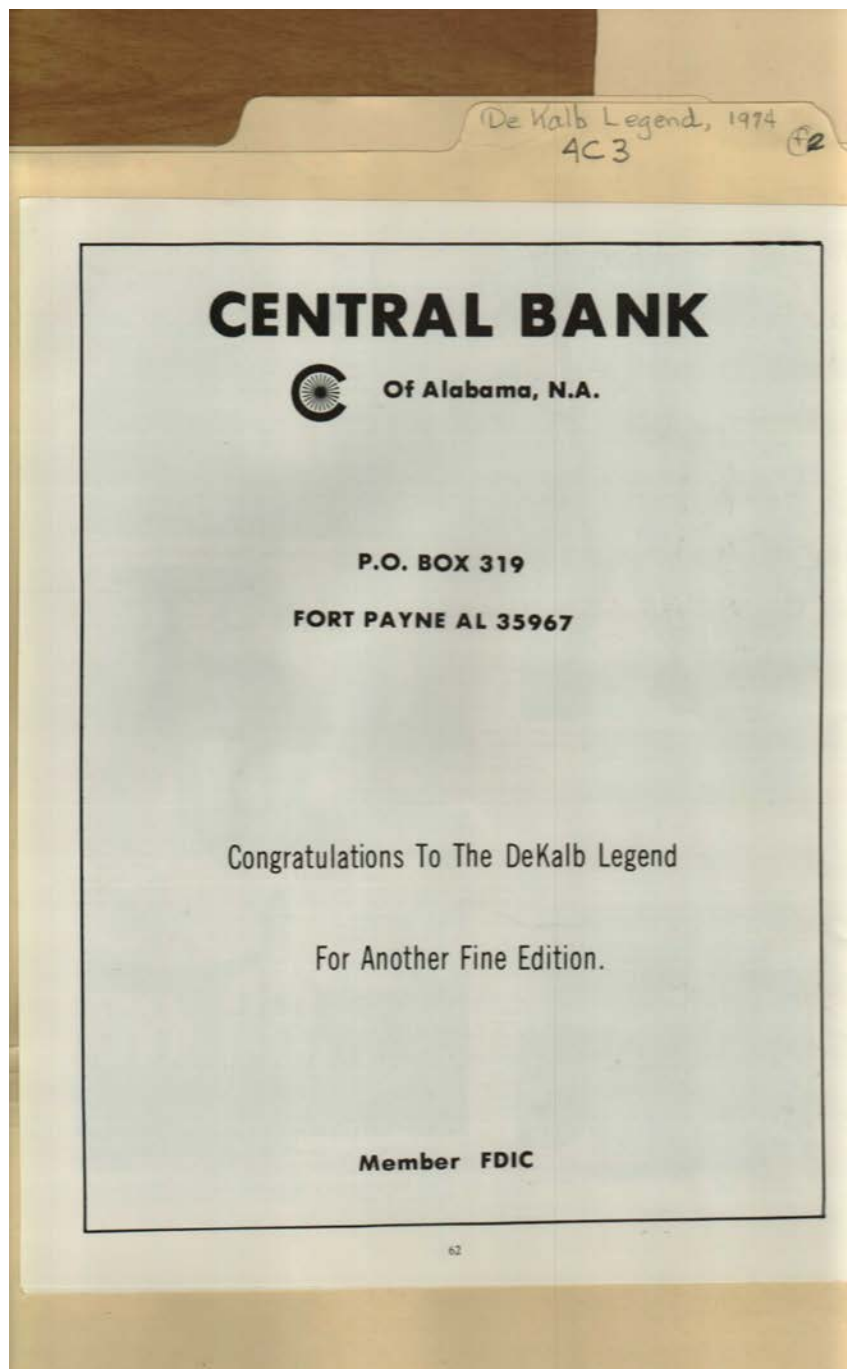 De Kalb Legend, 1974
4C3
f2
CENTRAL BANK
C Of Alabama, N.A.
P.O. BOX 319
FORT PAYNE AL 35967
Congratulations To The DeKalb Legend
For Another Fine Edition.
Member FDIC
62